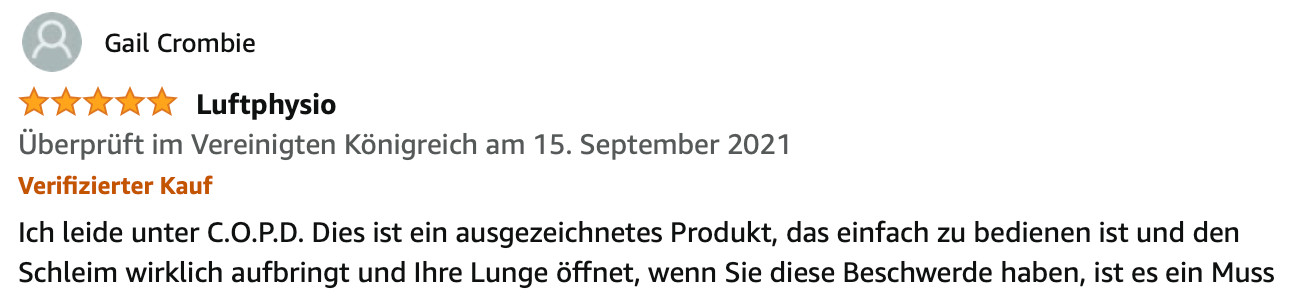 Gail Crombie
Luftphysio
Überprüft im Vereinigten Königreich am 15. September 2021
Verifizierter Kauf
Ich leide unter C.O.P.D. Dies ist ein ausgezeichnetes Produkt, das einfach zu bedienen ist und den
Schleim wirklich aufbringt und Ihre Lunge öffnet, wenn Sie diese Beschwerde haben, ist es ein Muss